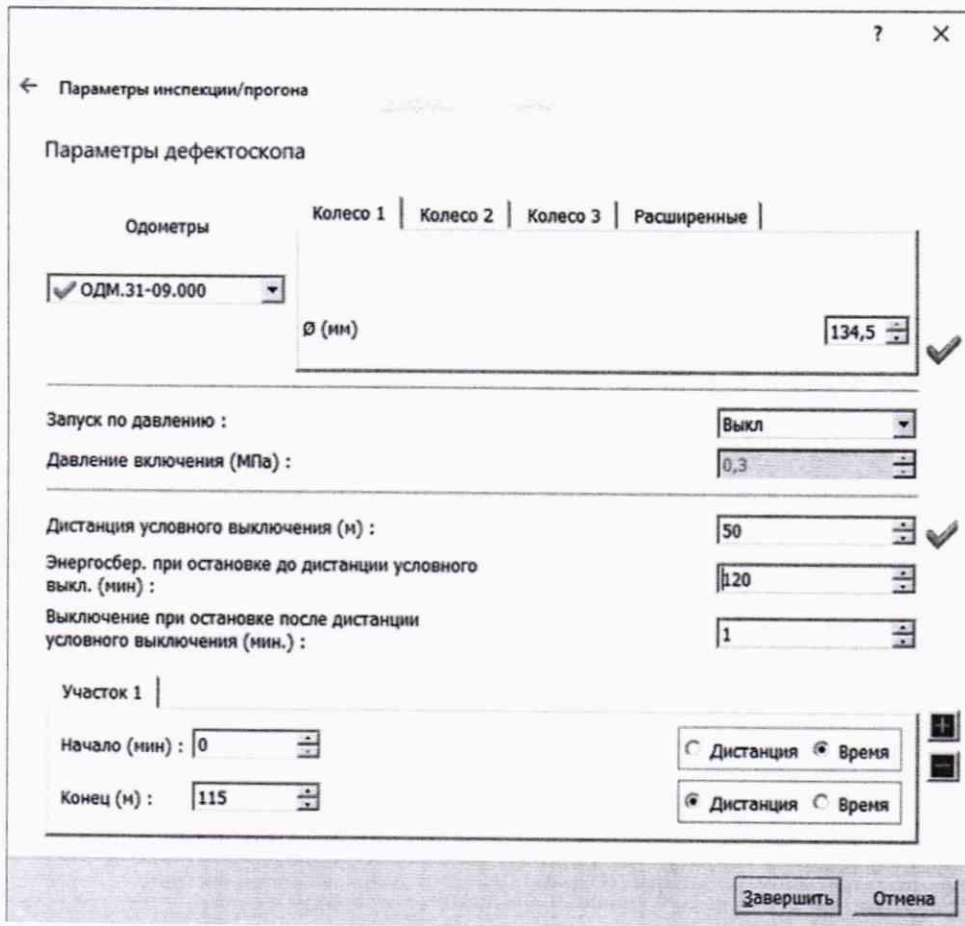 ?
Параметры инспекции/прогона
Параметры дефектоскопа
Одометры
Колесо 1 Колесо 2 Колесо 3 Расширенные
ОДМ.31-09.000
Ø (мм) 134,5
Запуск по давлению : Выкл
Давление включения (МПа) : 0,3
Дистанция условного выключения (м) : 50
Энергосбер. при остановке до дистанции условного
выкл. (мин) : 120
Выключение при остановке после дистанции
условного выключения (мин.) : 1
Участок 1
Начало (мин) : 0 Дистанция Время
Конец (м) : 115 Дистанция Время
Завершить Отмена